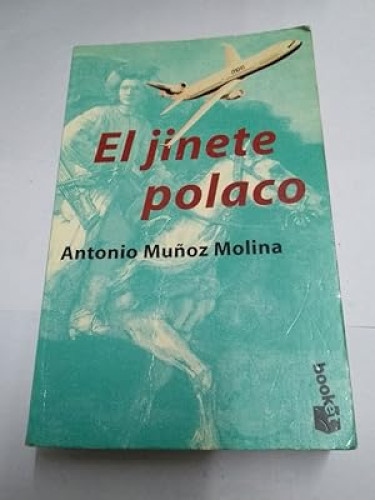 El jinete
polaco
Antonio Muñoz Molina
booket